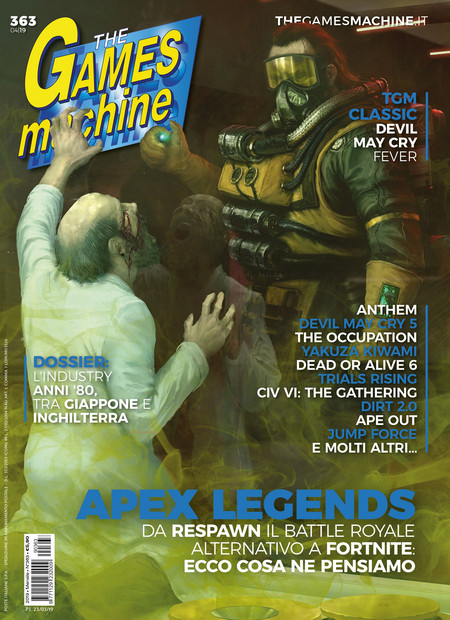 363
04/19
THE
GAMES
machine
THEGAMESMACHINE.IT
TGM
CLASSIC
DEVIL
MAY CRY
FEVER
ANTHEM
DEVIL MAY CRY 5
THE OCCUPATION
YAKUZA KIWAMI
DEAD OR ALIVE 6
TRIALS RISING
CIV VI: THE GATHERING
DIRT 2.0
APE OUT
JUMP FORCE
E MOLTI ALTRI...
DOSSIER:
L'INDUSTRY
ANNI '80,
TRA GIAPPONE E
INGHILTERRA
APEX LEGENDS
DA RESPAWN IL BATTLE ROYALE
ALTERNATIVO A FORTNITE:
ECCO COSA NE PENSIAMO
P.I. 23/03/19